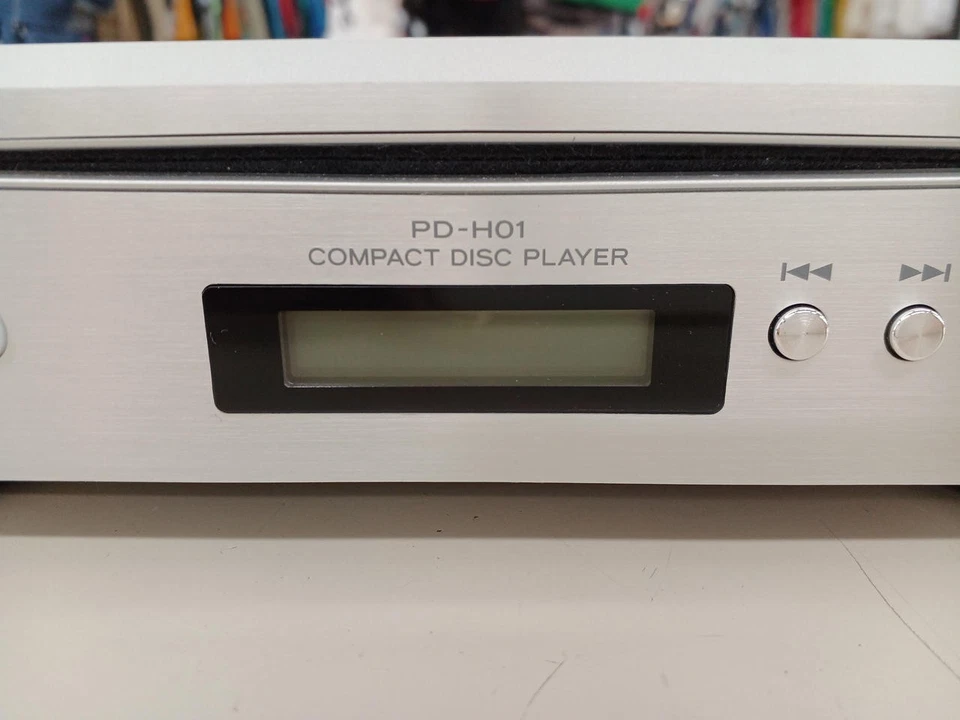 PD-H01
COMPACT DISC PLAYER